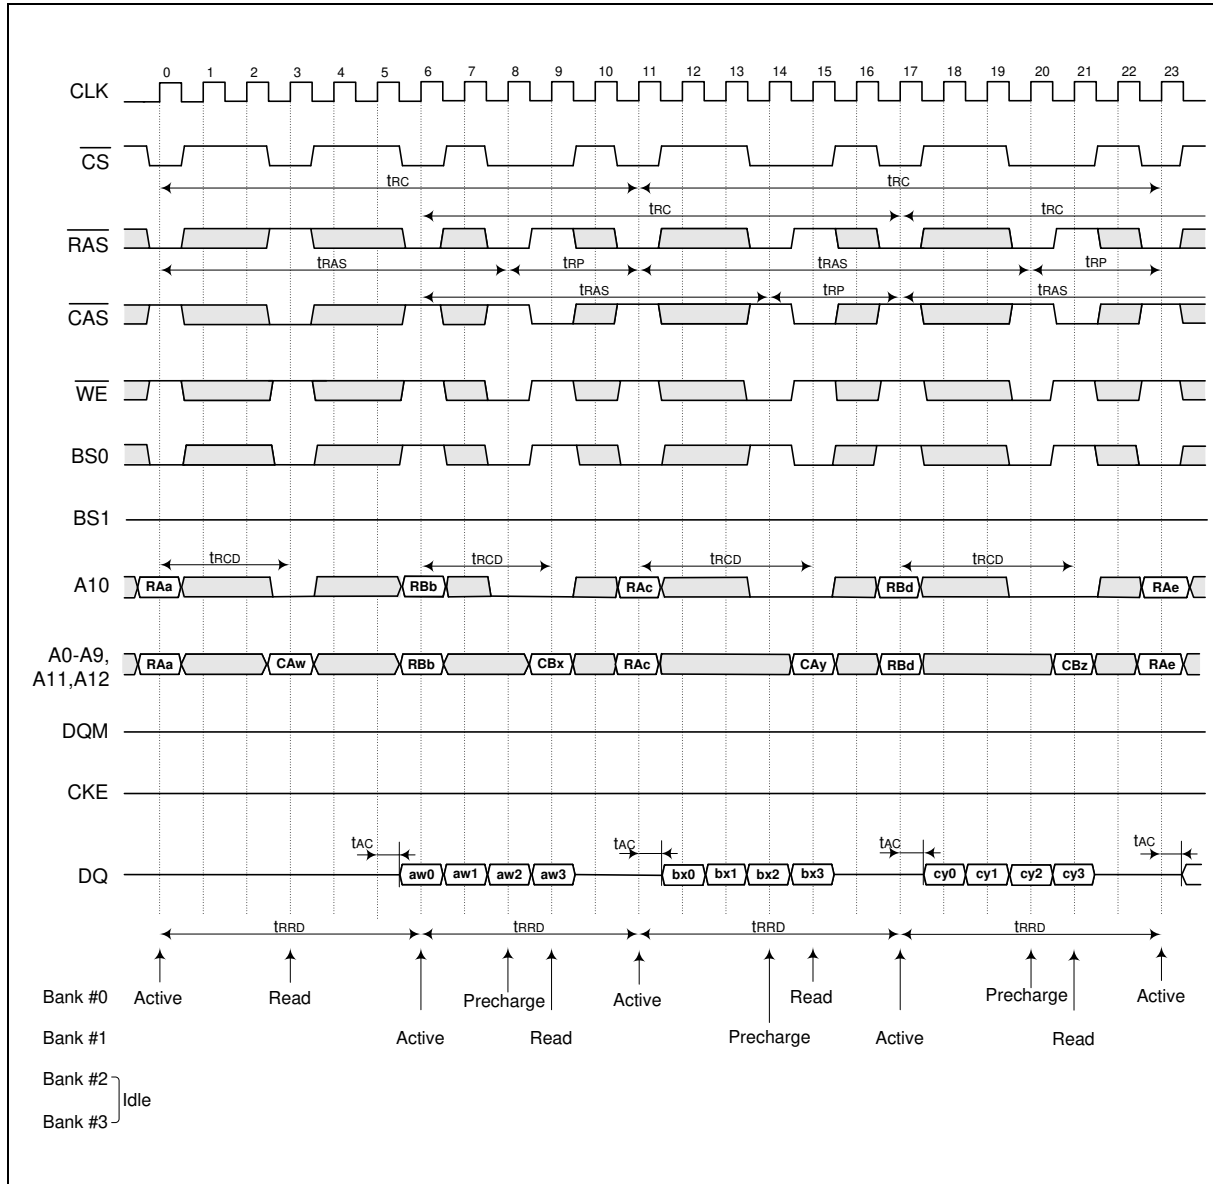 0 1 2 3 4 5 6 7 8 9 10 11 12 13 14 15 16 17 18 19 20 21 22 23
CLK
CS
tRC tRC
tRC tRC
RAS
tRAS tRP tRAS tRP
tRAS tRP tRAS
CAS
WE
BS0
BS1
tRCD tRCD tRCD tRCD
A10 RAa RBb RAc RBd RAe
A0-A9,
A11,A12
RAa CAw RBb CBx RAc CAy RBd CBz RAe
DQM
CKE
tAC tAC tAC tAC
DQ aw0 aw1 aw2 aw3 bx0 bx1 bx2 bx3 cy0 cy1 cy2 cy3
tRRD tRRD tRRD tRRD
Bank #0 Active Read Precharge Active Read Precharge Active
Bank #1 Active Read Precharge Active Read
Bank #2
Idle
Bank #3